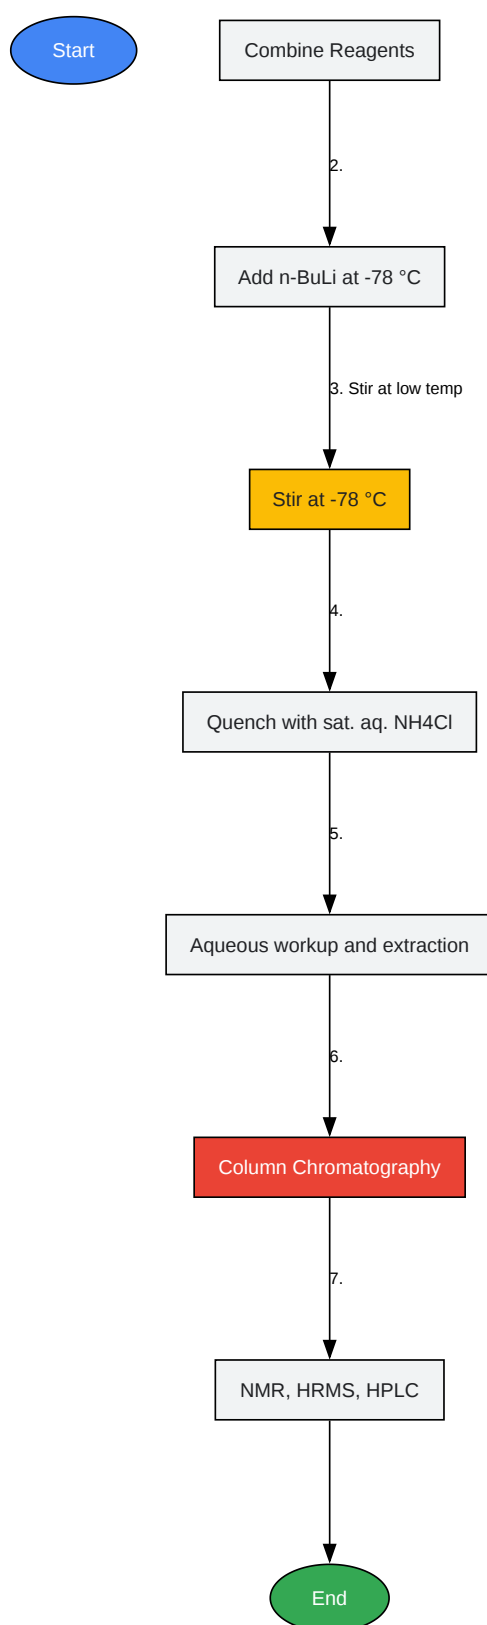 Start
Combine Reagents
2.
Add n-BuLi at -78 °C
3. Stir at low temp
Stir at -78 °C
4.
Quench with sat. aq. NH4Cl
5.
Aqueous workup and extraction
6.
Column Chromatography
7.
NMR, HRMS, HPLC
End